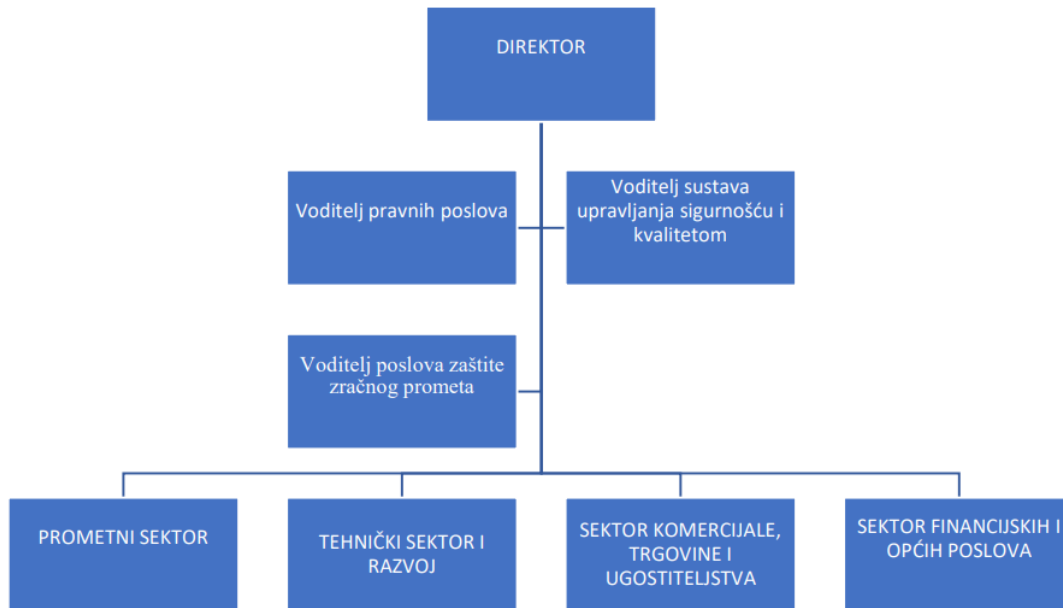 DIREKTOR
Voditelj pravnih poslova
Voditelj sustava
upravljanja sigurnošću i
kvalitetom
Voditelj poslova zaštite
zračnog prometa
PROMETNI SEKTOR
TEHNIČKI SEKTOR I
RAZVOJ
SEKTOR KOMERCIJALE,
TRGOVINE I
UGOSTITELJSTVA
SEKTOR FINANCIJSKIH I
OPĆIH POSLOVA